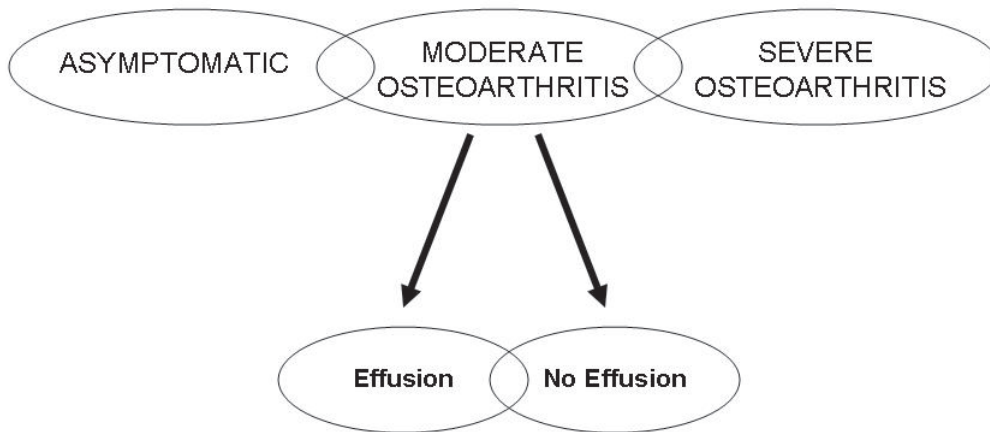 ASYMPTOMATIC
MODERATE
OSTEOARTHRITIS
SEVERE
OSTEOARTHRITIS
Effusion
No Effusion